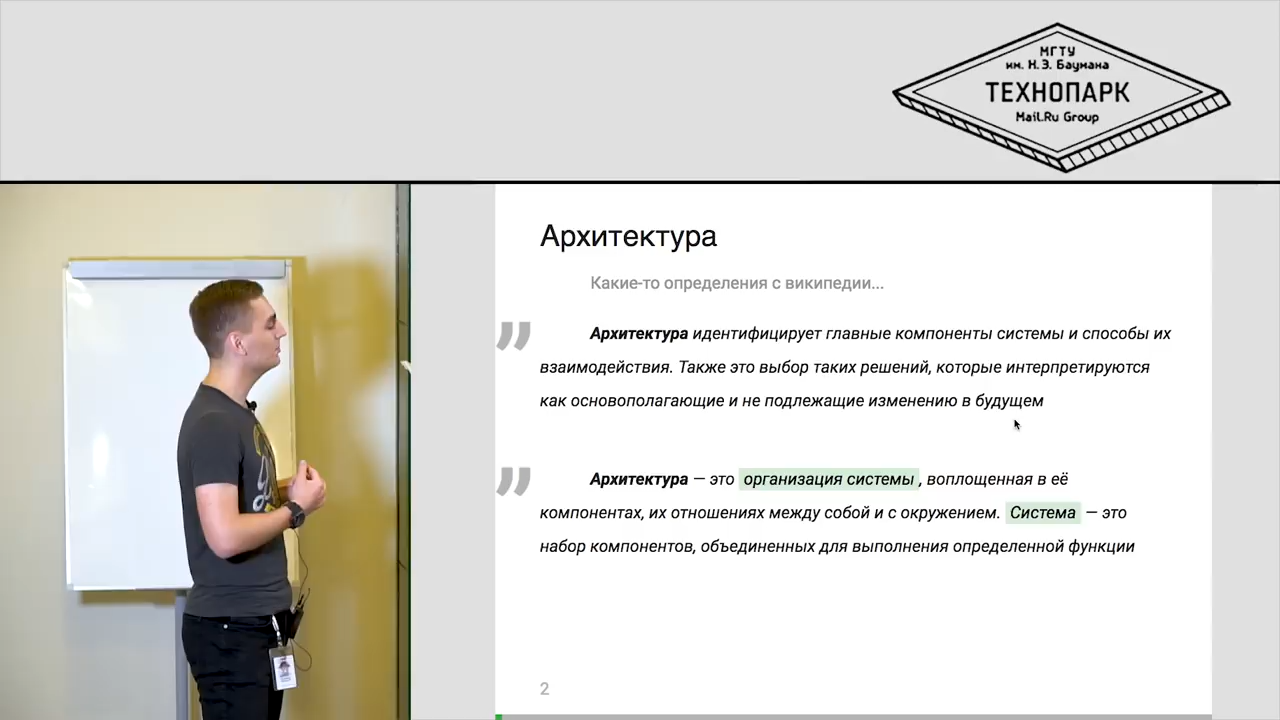 МГТУ
им. Н.Э. Баумана
ТЕХНОПАРК
Mail.Ru Group
Архитектура
Какие-то определения с википедии...
” Архитектура идентифицирует главные компоненты системы и способы их
взаимодействия. Также это выбор таких решений, которые интерпретируются
как основополагающие и не подлежащие изменению в будущем
” Архитектура — это организация системы, воплощенная в её
компонентах, их отношениях между собой и с окружением. Система — это
набор компонентов, объединенных для выполнения определенной функции
2